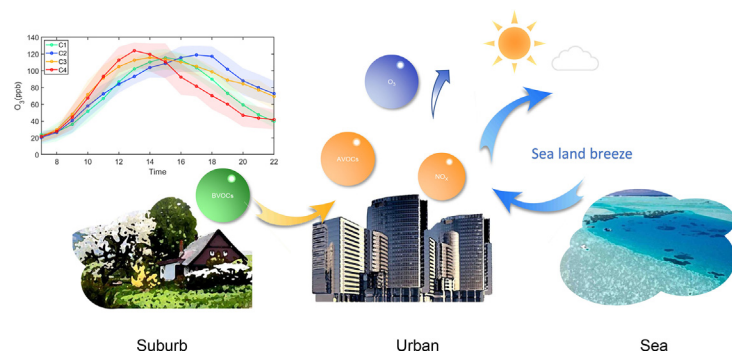 140
120
100
80
60
40
20
0
O3(ppb)
C1
C2
C3
C4
8 10 12 14 16 18 20 22
Time
O3
AVOCs
NOx
BVOCs
Sea land breeze
Suburb
Urban
Sea